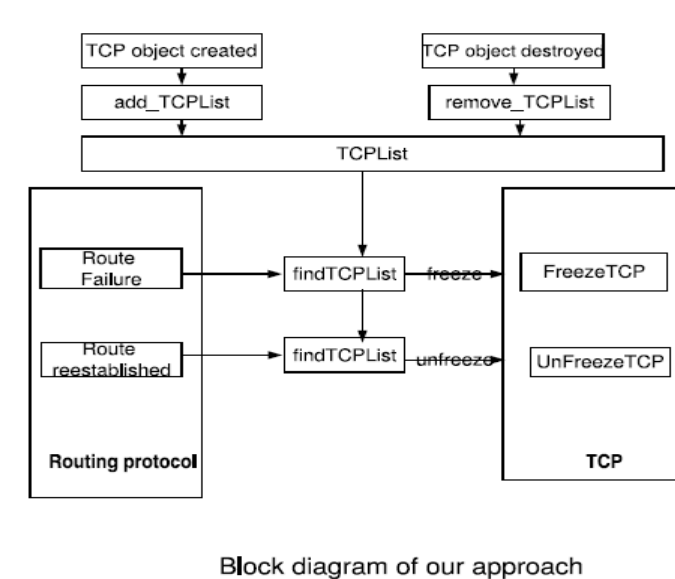 TCP object created
TCP object destroyed
add_TCPList
remove_TCPList
TCPList
Route
Failure
findTCPList
freeze
FreezeTCP
Route
reestablished
findTCPList
unfreeze
UnFreezeTCP
Routing protocol
TCP
Block diagram of our approach